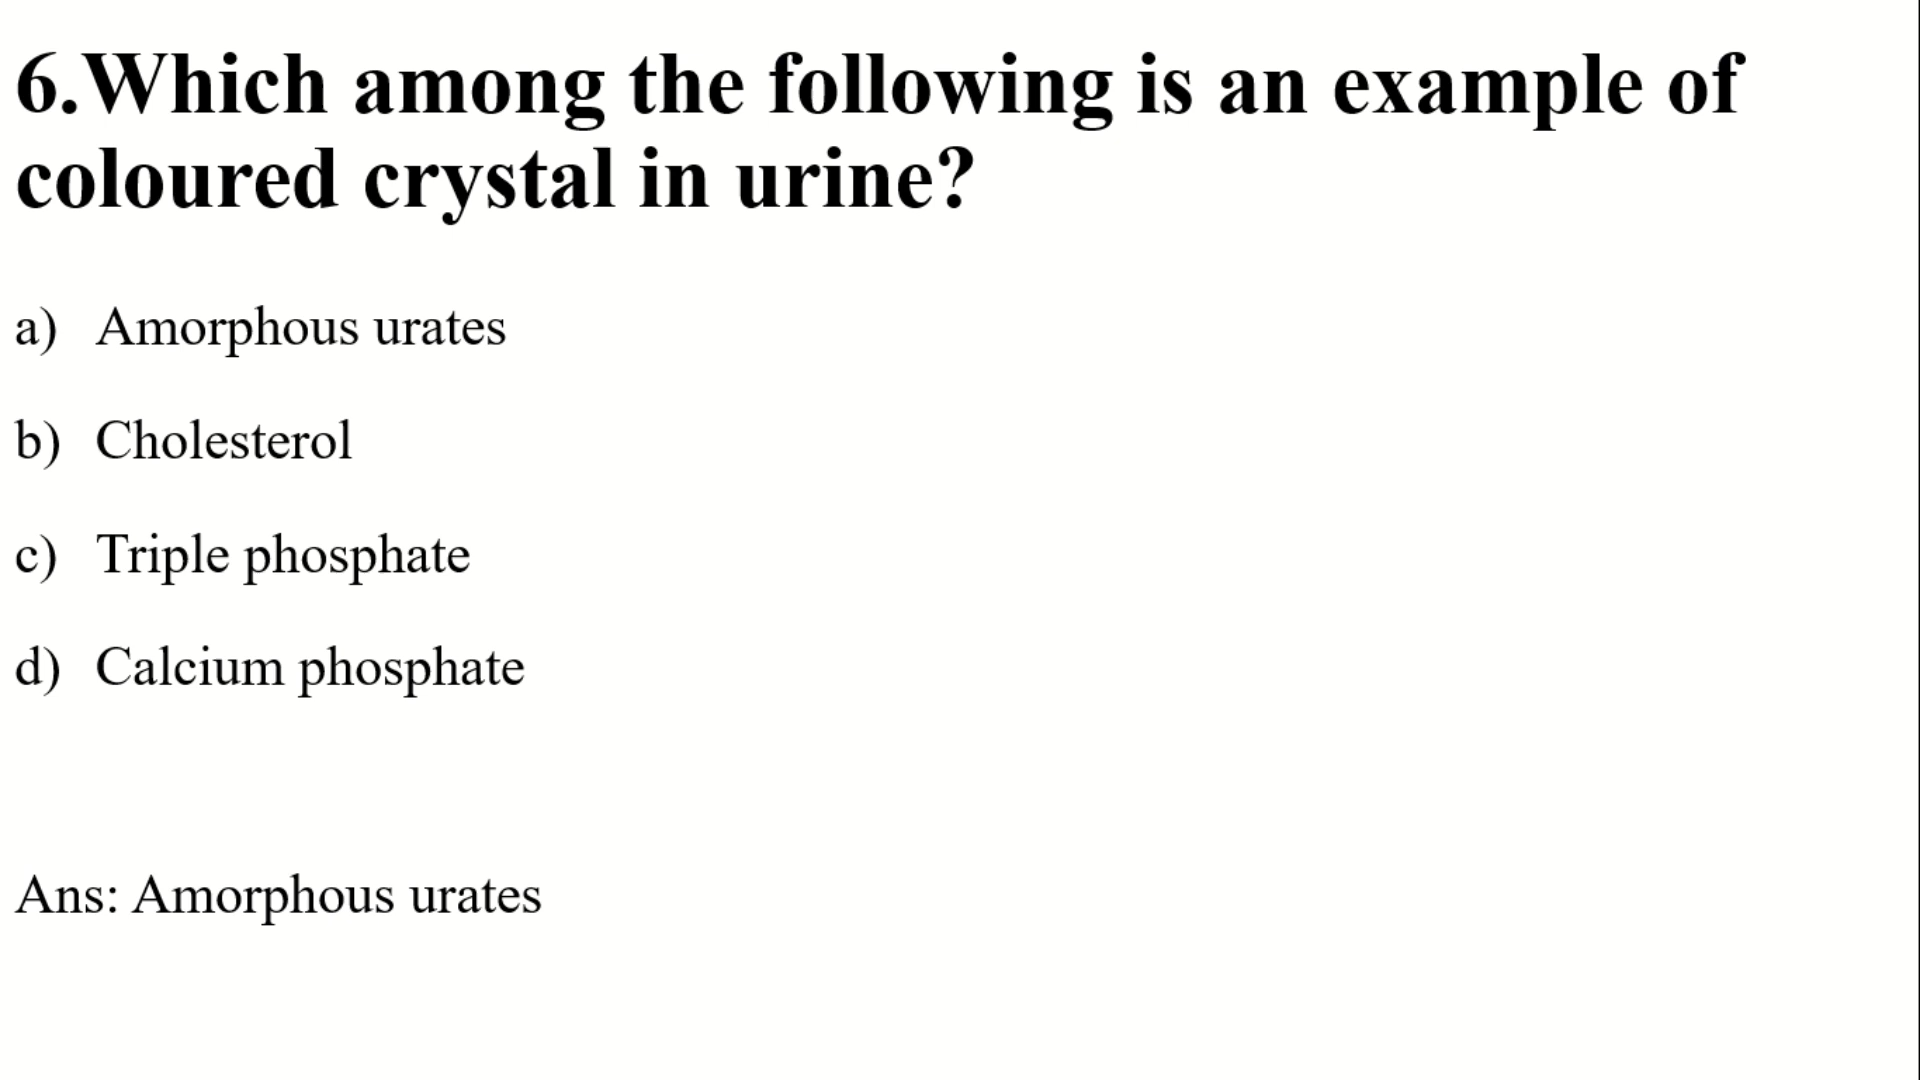 6.Which among the following is an example of
coloured crystal in urine?
a) Amorphous urates
b) Cholesterol
c) Triple phosphate
d) Calcium phosphate
Ans: Amorphous urates